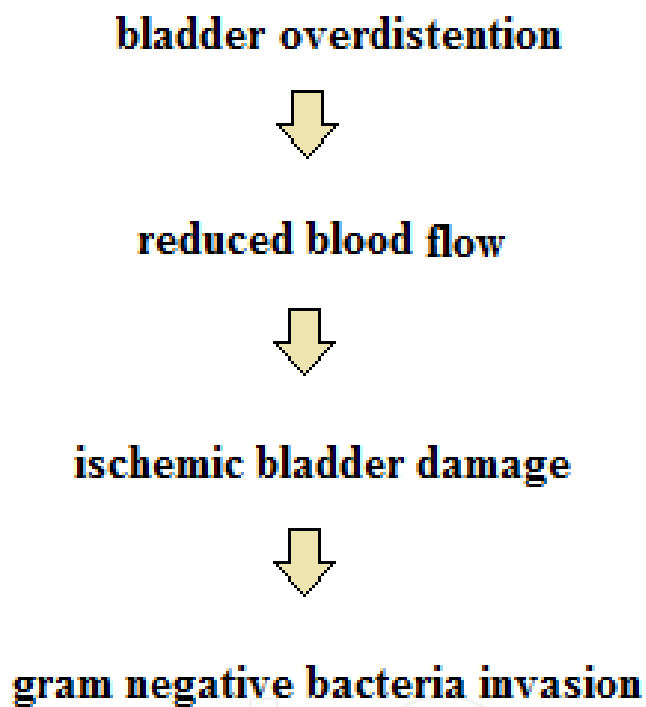 bladder overdistention
reduced blood flow
ischemic bladder damage
gram negative bacteria invasion